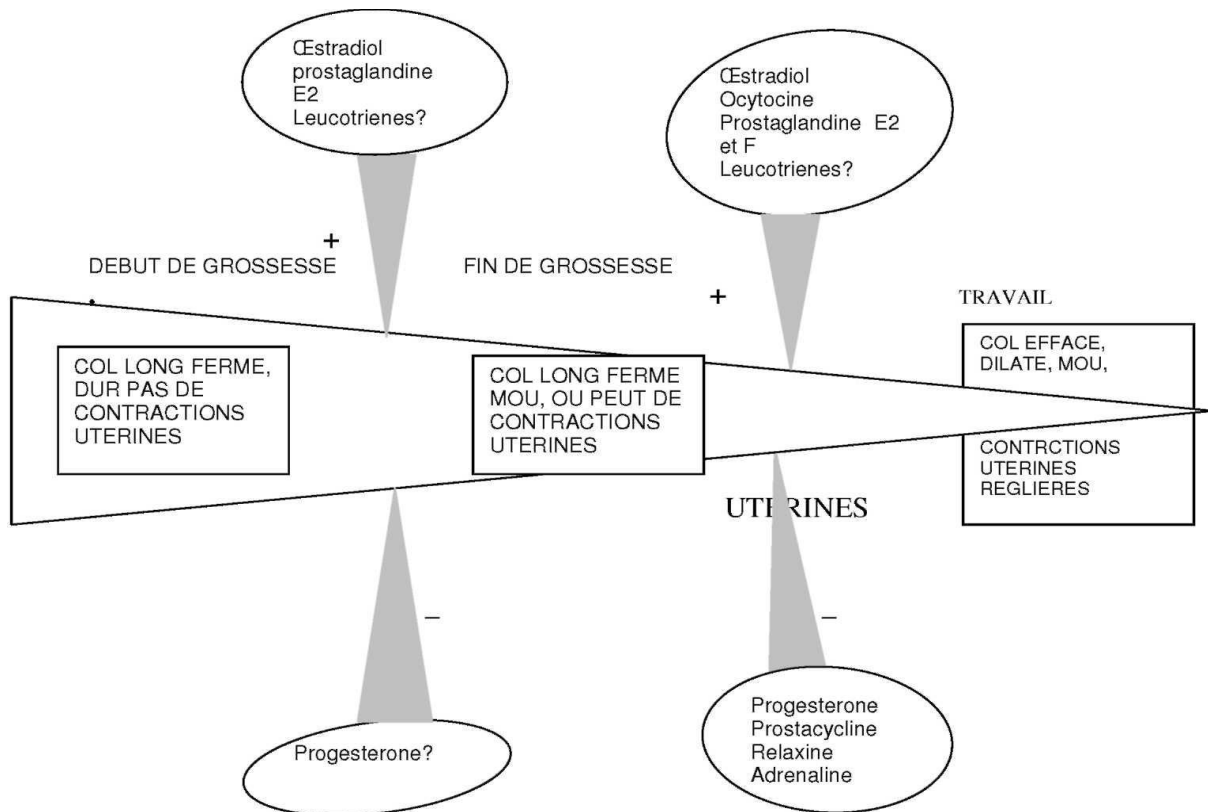 Œstradiol
prostaglandine
E2
Leucotrienes?
Œstradiol
Ocytocine
Prostaglandine E2
et F
Leucotrienes?
+
DEBUT DE GROSSESSE
FIN DE GROSSESSE
+
TRAVAIL
COL LONG FERME,
DUR PAS DE
CONTRACTIONS
UTERINES
COL LONG FERME
MOU, OU PEUT DE
CONTRACTIONS
UTERINES
COL EFFACE,
DILATE, MOU,
CONTRCTIONS
UTERINES
REGLIERES
UTERINES
–
–
Progesterone?
Progesterone
Prostacycline
Relaxine
Adrenaline